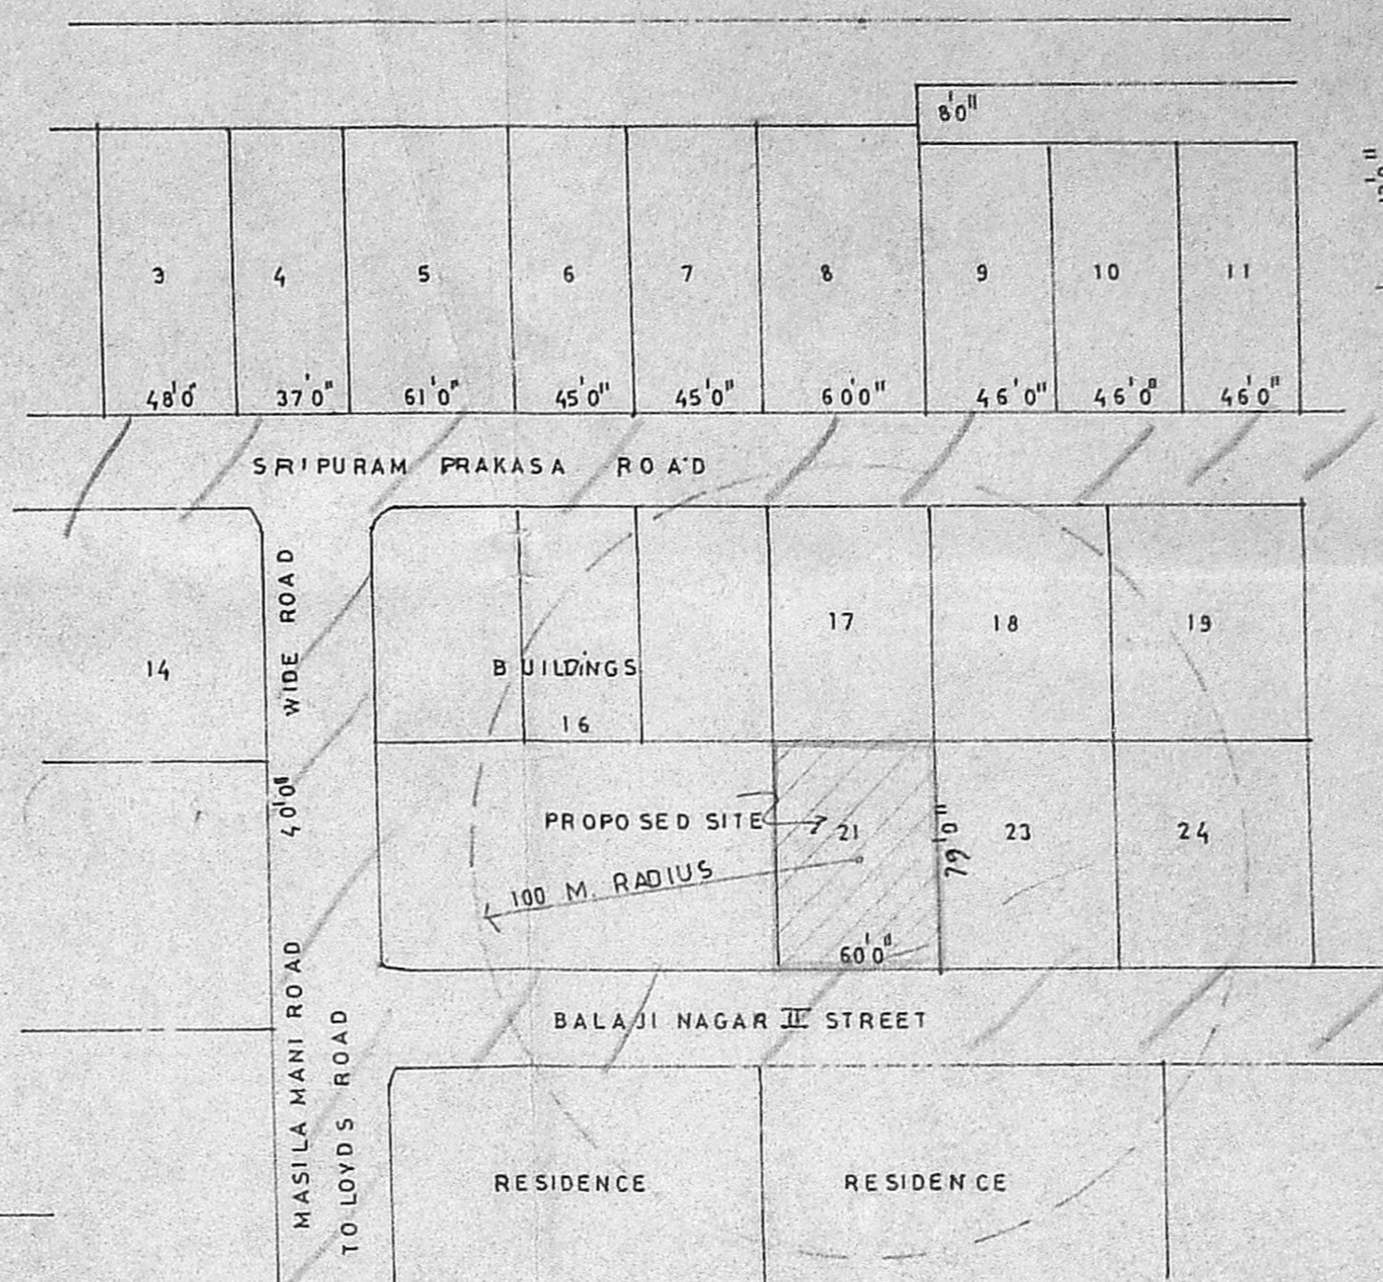 8'0"
3 4 5 6 7 8 9 10 11
48'0" 37'0" 61'0" 45'0" 45'0" 60'0" 46'0" 46'0" 46'0"
SRIPURAM PRAKASA ROAD
40'0" WIDE ROAD
14
17 18 19
BUILDINGS
16
PROPOSED SITE
21 23 24
79'0"
100 M. RADIUS
60'0"
MASILA MANI ROAD
TO LOYDS ROAD
BALAJI NAGAR II STREET
RESIDENCE RESIDENCE